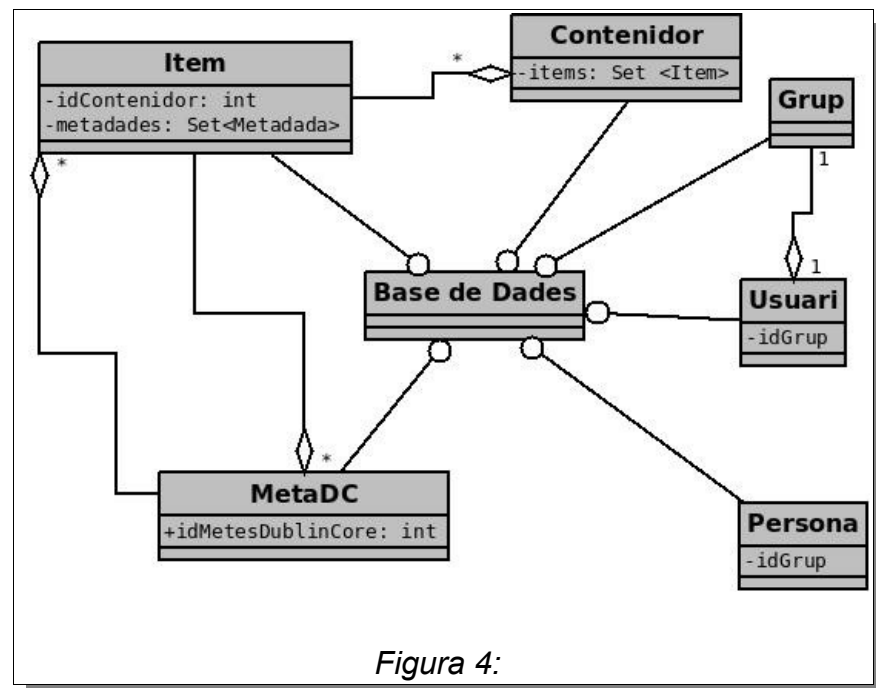 Item
-idContenidor: int
-metadades: Set<Metadada>
*
*
Contenidor
-items: Set <Item>
Grup
1
1
Base de Dades
Usuari
-idGrup
*
MetaDC
+idMetesDublinCore: int
Persona
-idGrup
Figura 4: